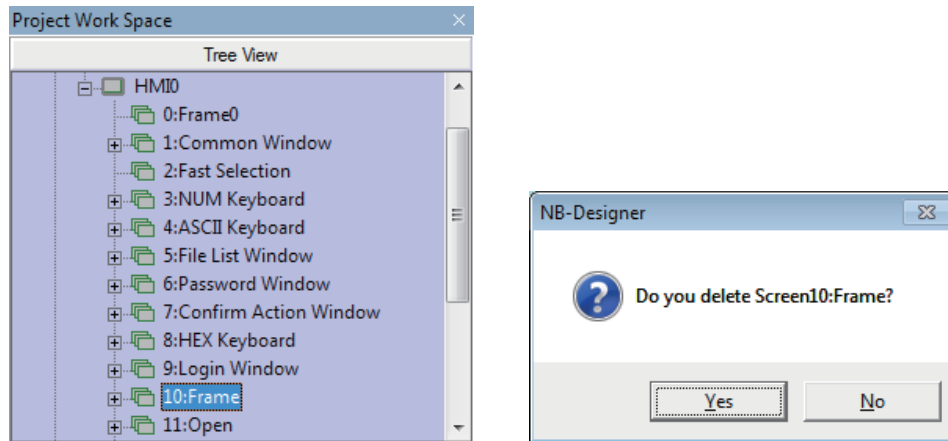 Project Work Space
Tree View
HMI0
0:Frame0
1:Common Window
2:Fast Selection
3:NUM Keyboard
4:ASCII Keyboard
5:File List Window
6:Password Window
7:Confirm Action Window
8:HEX Keyboard
9:Login Window
10:Frame
11:Open
NB-Designer
Do you delete Screen10:Frame?
Yes No